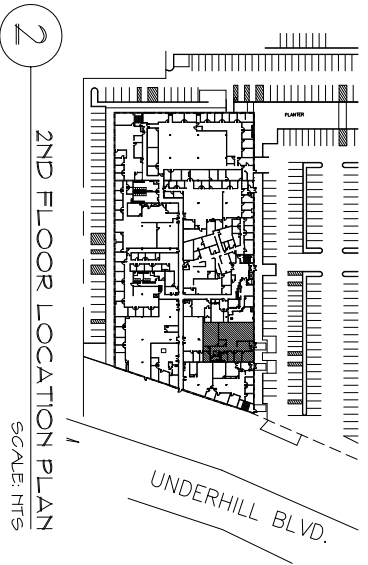 PLANTER
UNDERHILL BLVD.
2
2ND FLOOR LOCATION PLAN
SCALE: NTS